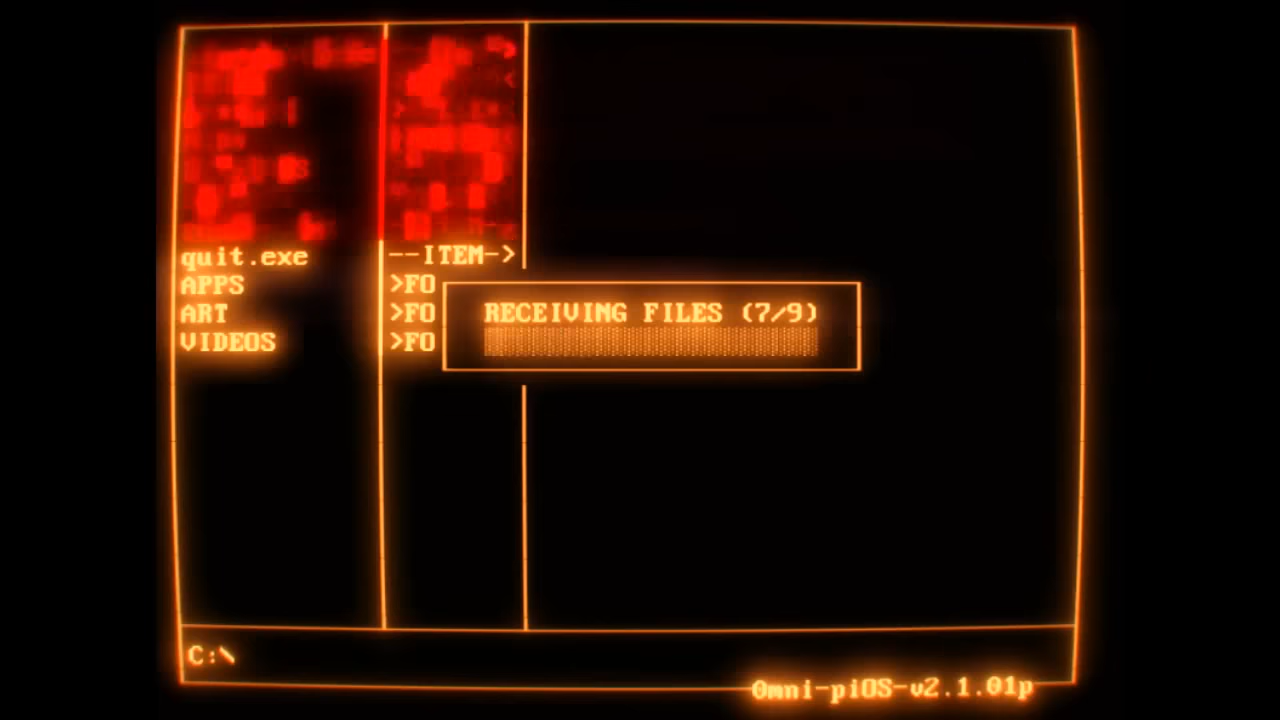 quit.exe --ITEM->
APPS >FO
ART >FO
VIDEOS >FO
RECEIVING FILES (7/9)
C:\
Omni-piOS-v2.1.01p